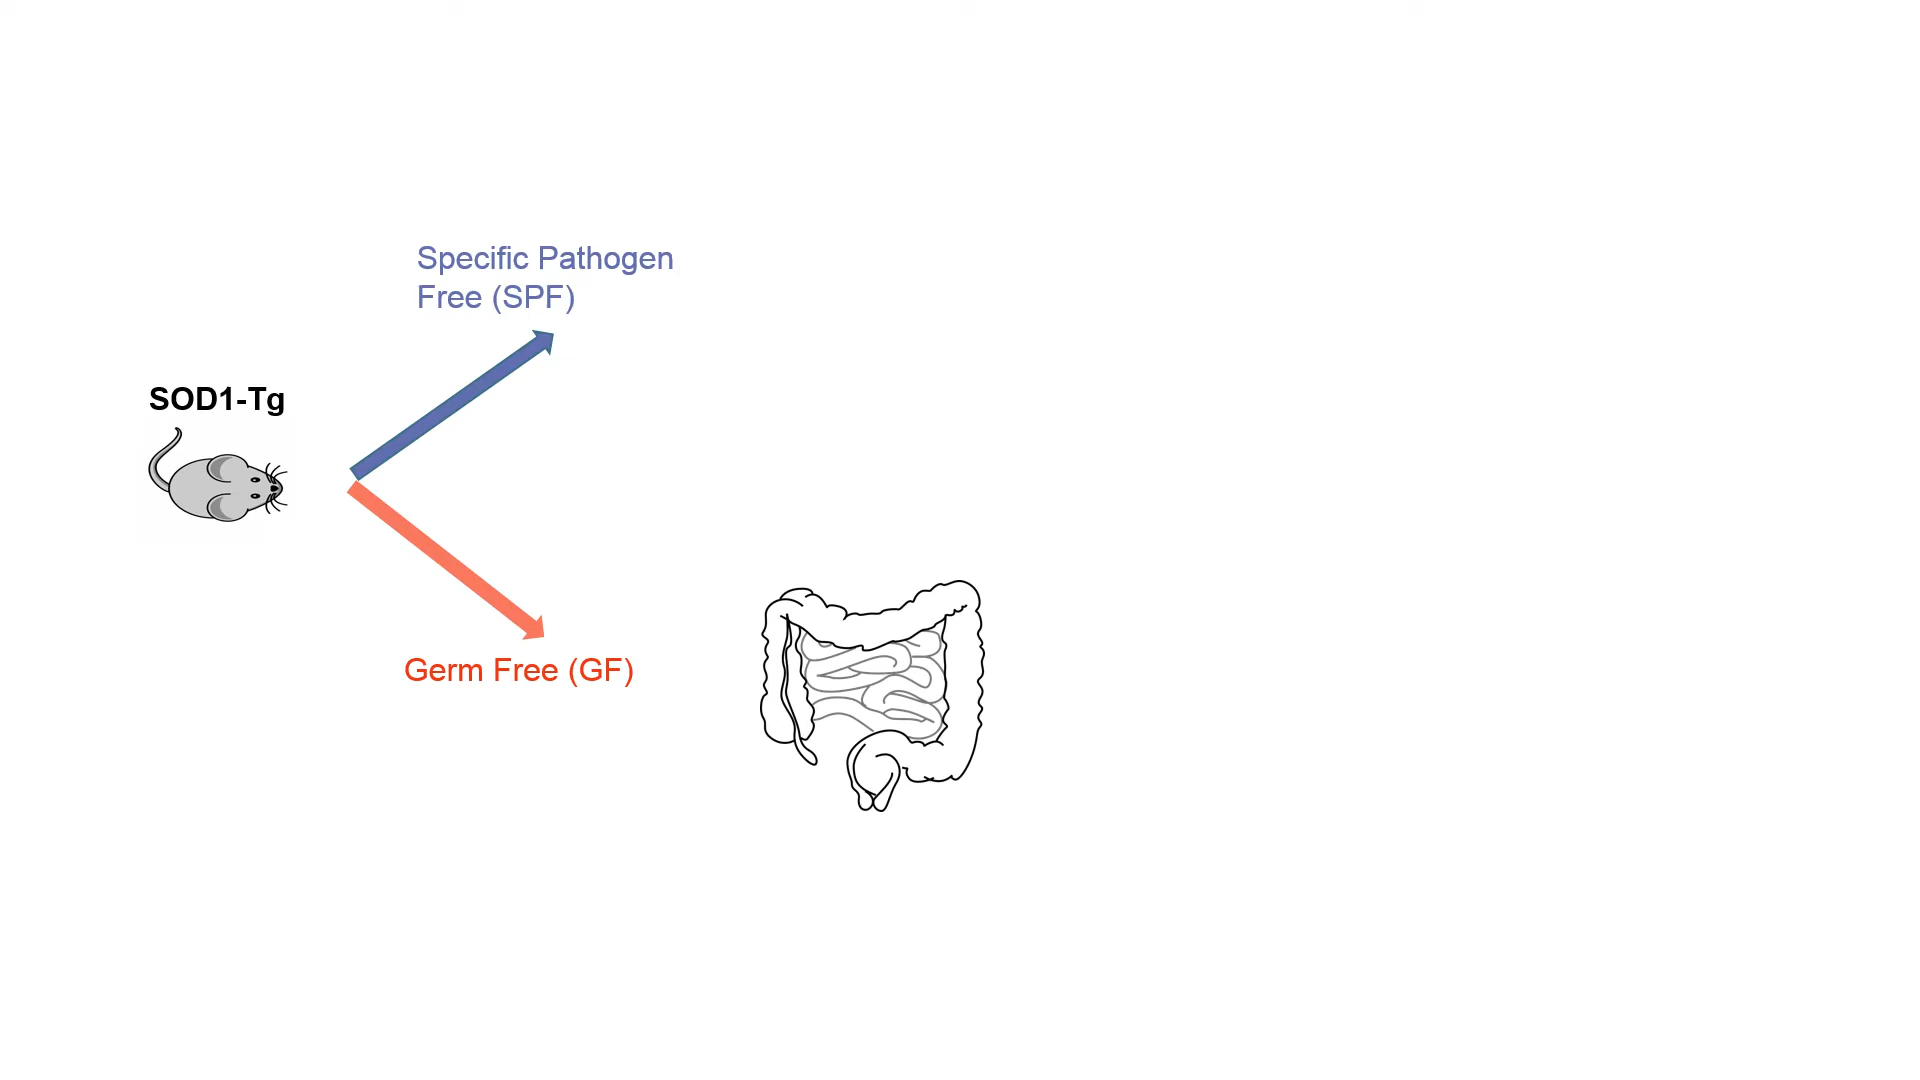 Specific Pathogen
Free (SPF)
SOD1-Tg
Germ Free (GF)